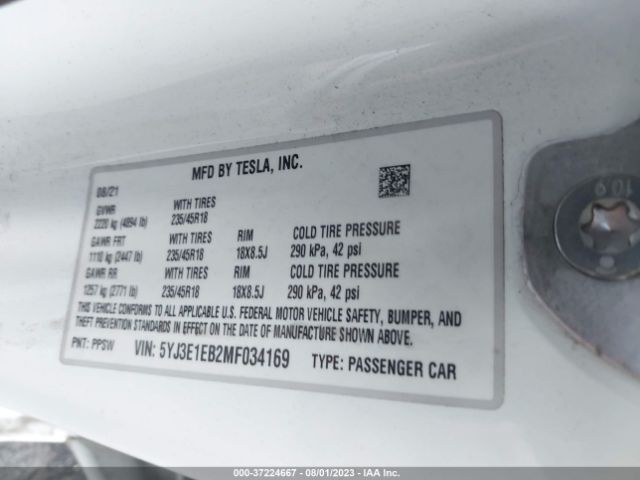 MFD BY TESLA, INC.
08/21
GVWR WITH TIRES
2220 kg (4894 lb) 235/45R18
GAWR FRT WITH TIRES RIM COLD TIRE PRESSURE
1110 kg (2447 lb) 235/45R18 18X8.5J 290 kPa, 42 psi
GAWR RR WITH TIRES RIM COLD TIRE PRESSURE
1257 kg (2771 lb) 235/45R18 18X8.5J 290 kPa, 42 psi
THIS VEHICLE CONFORMS TO ALL APPLICABLE U.S. FEDERAL MOTOR VEHICLE SAFETY, BUMPER, AND
THEFT PREVENTION STANDARDS IN EFFECT ON THE DATE OF MANUFACTURE SHOWN ABOVE.
PNT: PPSW VIN: 5YJ3E1EB2MF034169 TYPE: PASSENGER CAR
10.9
000-37224667 - 08/01/2023 - IAA Inc.